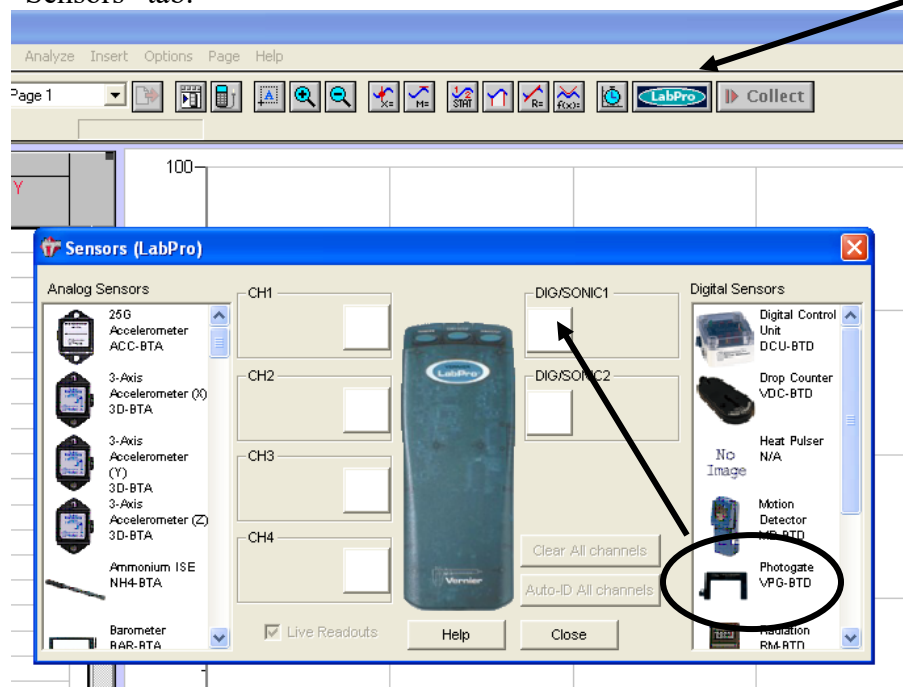 Sensors" tab.
Analyze Insert Options Page Help
Page 1
X=
M=
1/2
STAT
R=
f(x)=
LabPro
Collect
Y
100
Sensors (LabPro)
Analog Sensors
25G
Accelerometer
ACC-BTA
3-Axis
Accelerometer (X)
3D-BTA
3-Axis
Accelerometer
(Y)
3D-BTA
3-Axis
Accelerometer (Z)
3D-BTA
Ammonium ISE
NH4-BTA
Barometer
BAR-BTA
CH1
CH2
CH3
CH4
LabPro
Vernier
DIG/SONIC1
DIG/SONIC2
Clear All channels
Auto-ID All channels
Live Readouts
Help
Close
Digital Sensors
Digital Control
Unit
DCU-BTD
Drop Counter
VDC-BTD
No
Image
Heat Pulser
N/A
Motion
Detector
MD-BTD
Photogate
VPG-BTD
Radiation
RM-BTD